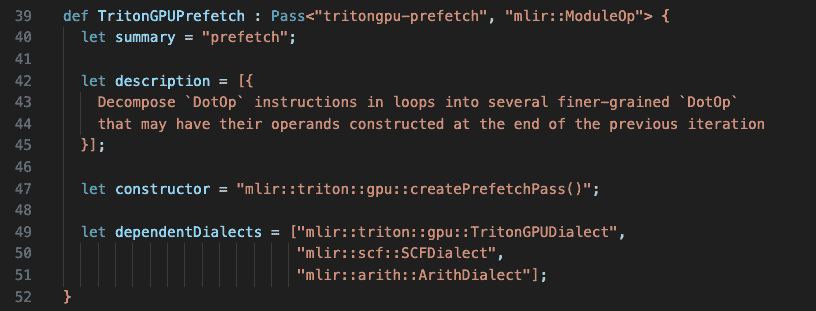 39 def TritonGPUPrefetch : Pass<"tritongpu-prefetch", "mlir::ModuleOp"> {
40   let summary = "prefetch";
41
42   let description = [{
43     Decompose `DotOp` instructions in loops into several finer-grained `DotOp`
44     that may have their operands constructed at the end of the previous iteration
45   }];
46
47   let constructor = "mlir::triton::gpu::createPrefetchPass()";
48
49   let dependentDialects = ["mlir::triton::gpu::TritonGPUDialect",
50                            "mlir::scf::SCFDialect",
51                            "mlir::arith::ArithDialect"];
52 }